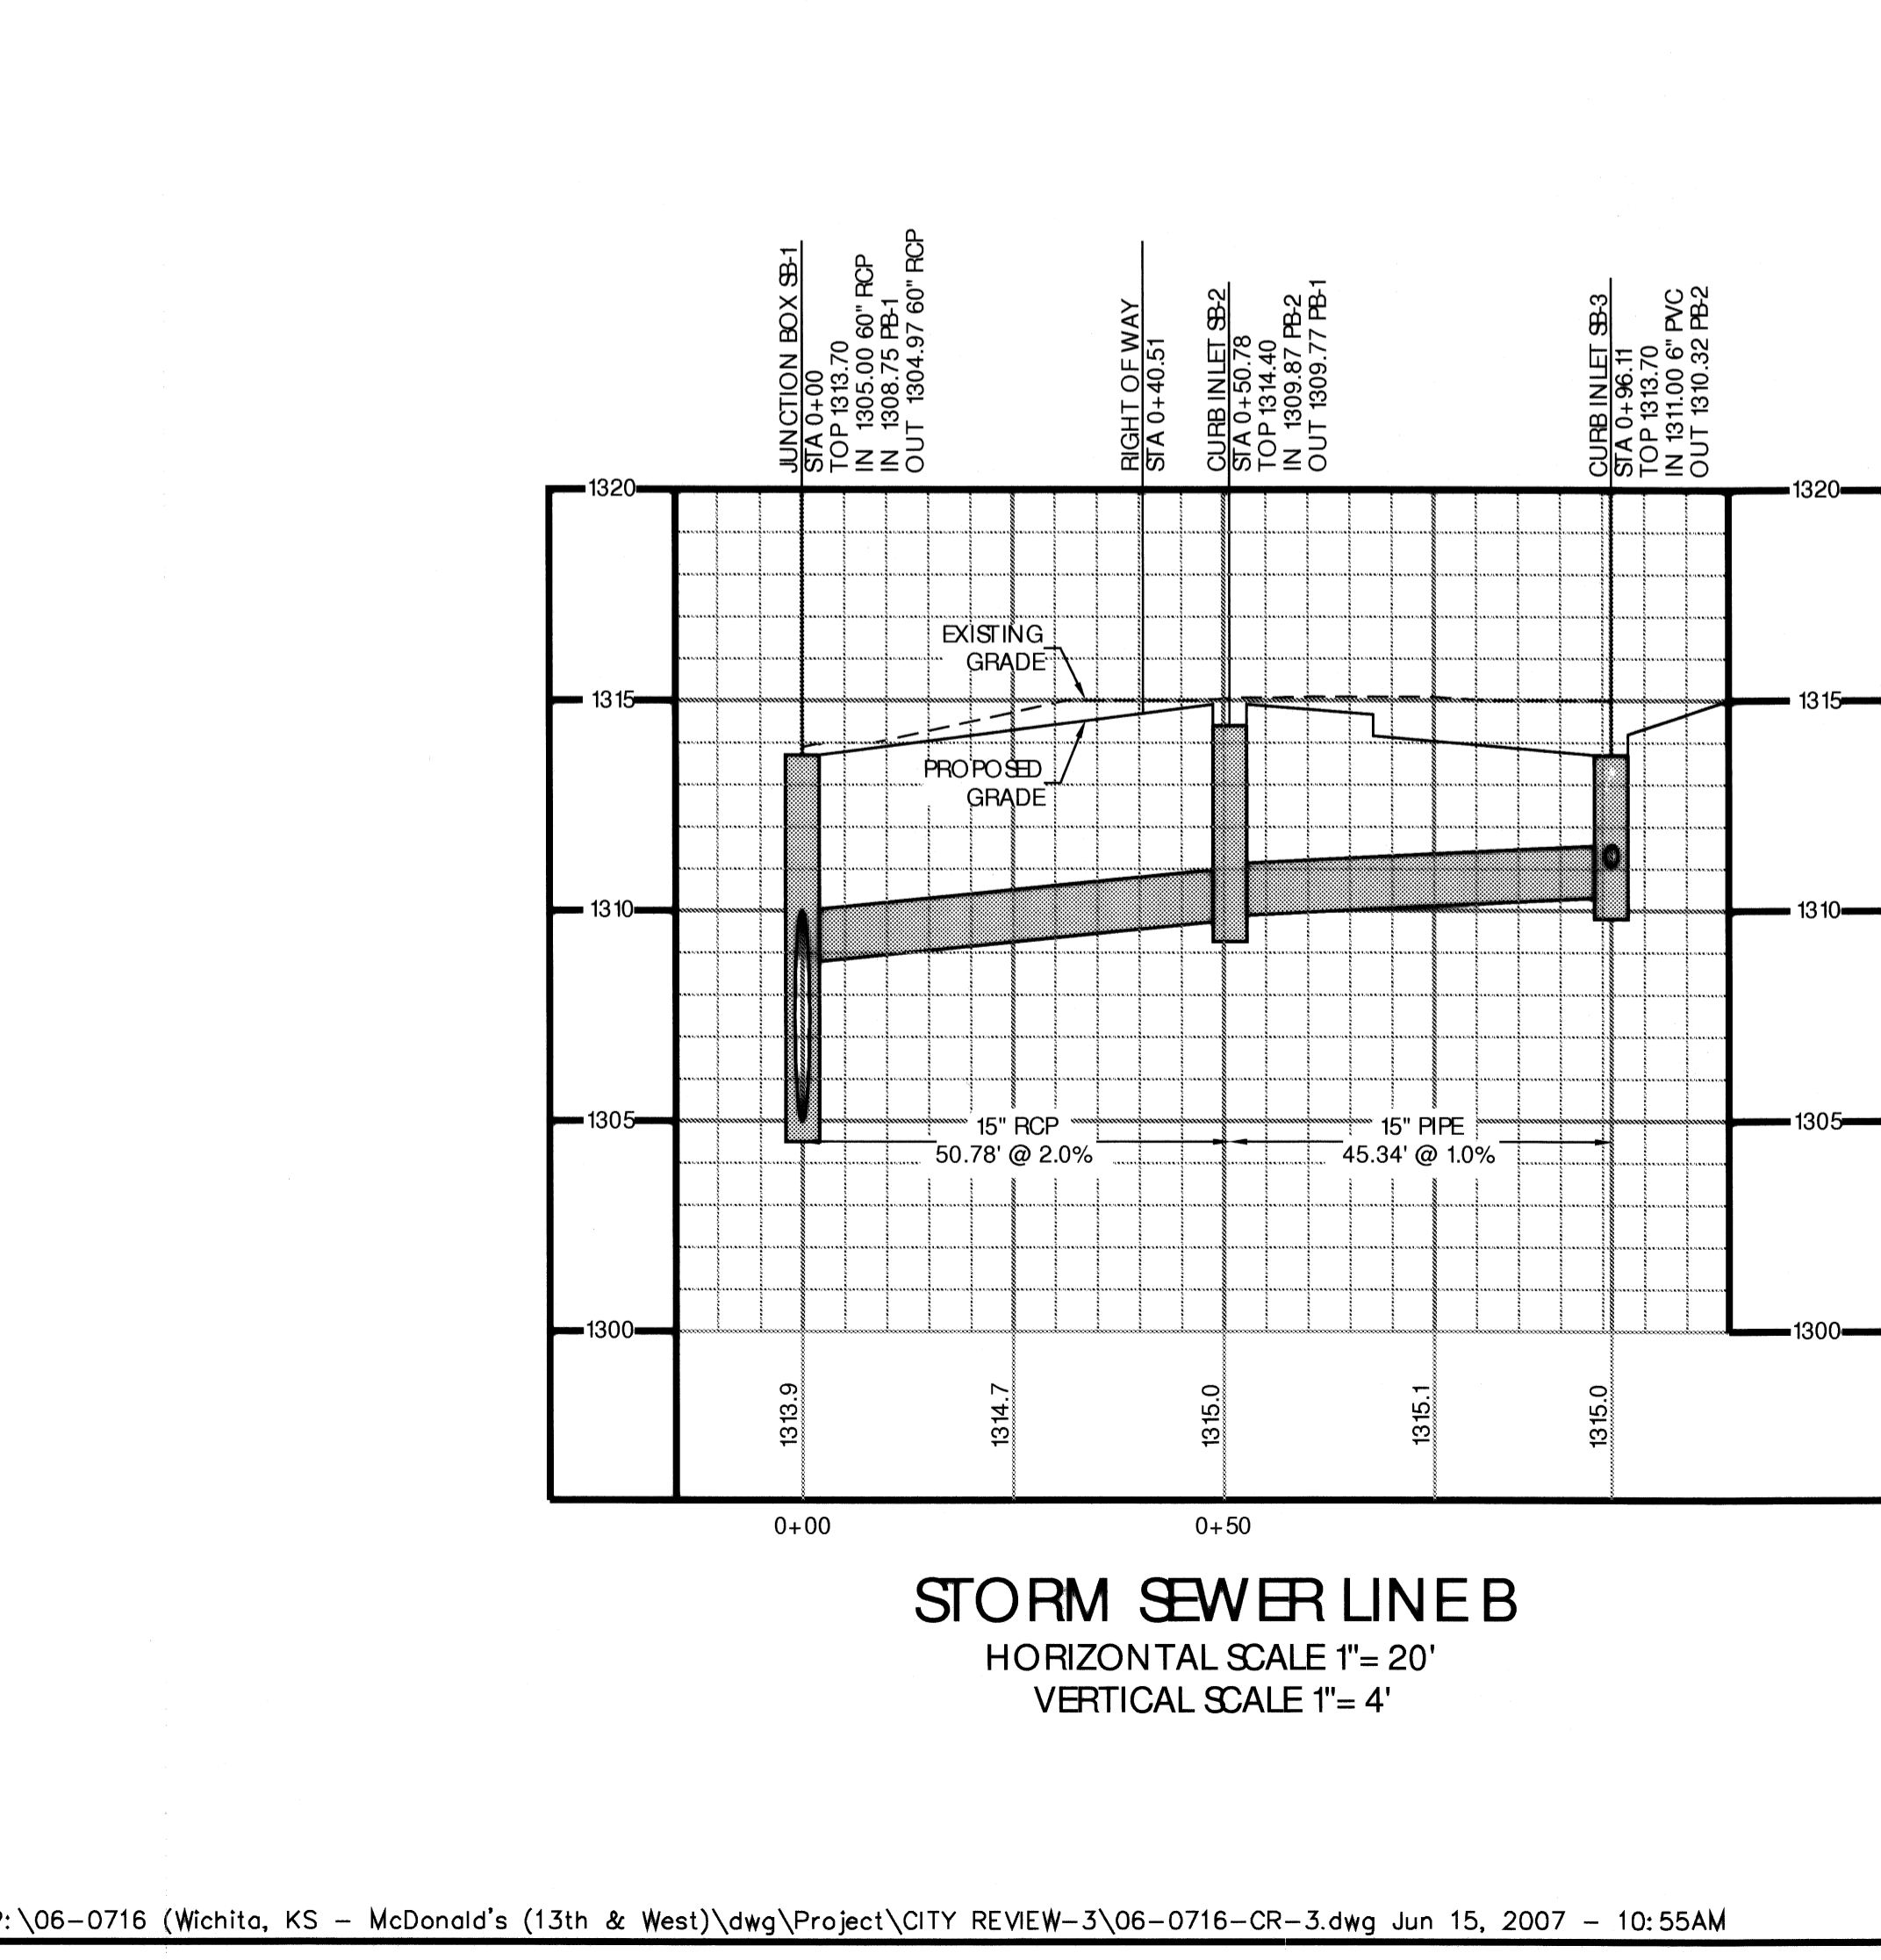 JUNCTION BOX SB-1
STA 0+00
TOP 1313.70
IN 1305.00 60" RCP
IN 1308.75 PB-1
OUT 1304.97 60" RCP
RIGHT OF WAY
STA 0+40.51
CURB INLET SB-2
STA 0+50.78
TOP 1314.40
IN 1309.87 PB-2
OUT 1309.77 PB-1
CURB INLET SB-3
STA 0+96.11
TOP 1313.70
IN 1311.00 6" PVC
OUT 1310.32 PB-2
1320
1320
EXISTING
GRADE
1315
1315
PROPOSED
GRADE
1310
1310
1305
1305
15" RCP
50.78' @ 2.0%
15" PIPE
45.34' @ 1.0%
1300
1300
1313.9
1314.7
1315.0
1315.1
1315.0
0+00
0+50
STORM SEWER LINE B
HORIZONTAL SCALE 1"= 20'
VERTICAL SCALE 1"= 4'
:\06-0716 (Wichita, KS - McDonald's (13th & West)\dwg\Project\CITY REVIEW-3\06-0716-CR-3.dwg Jun 15, 2007 - 10:55AM